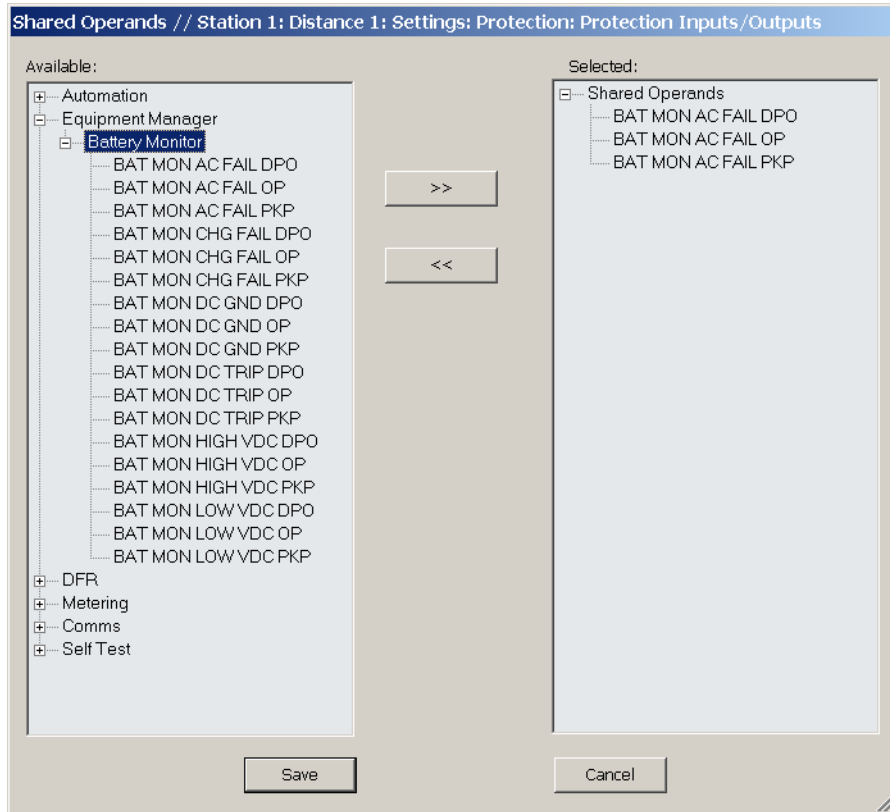 Shared Operands // Station 1: Distance 1: Settings: Protection: Protection Inputs/Outputs
Available:
Automation
Equipment Manager
Battery Monitor
BAT MON AC FAIL DPO
BAT MON AC FAIL OP
BAT MON AC FAIL PKP
BAT MON CHG FAIL DPO
BAT MON CHG FAIL OP
BAT MON CHG FAIL PKP
BAT MON DC GND DPO
BAT MON DC GND OP
BAT MON DC GND PKP
BAT MON DC TRIP DPO
BAT MON DC TRIP OP
BAT MON DC TRIP PKP
BAT MON HIGH VDC DPO
BAT MON HIGH VDC OP
BAT MON HIGH VDC PKP
BAT MON LOW VDC DPO
BAT MON LOW VDC OP
BAT MON LOW VDC PKP
DFR
Metering
Comms
Self Test
>>
<<
Selected:
Shared Operands
BAT MON AC FAIL DPO
BAT MON AC FAIL OP
BAT MON AC FAIL PKP
Save
Cancel